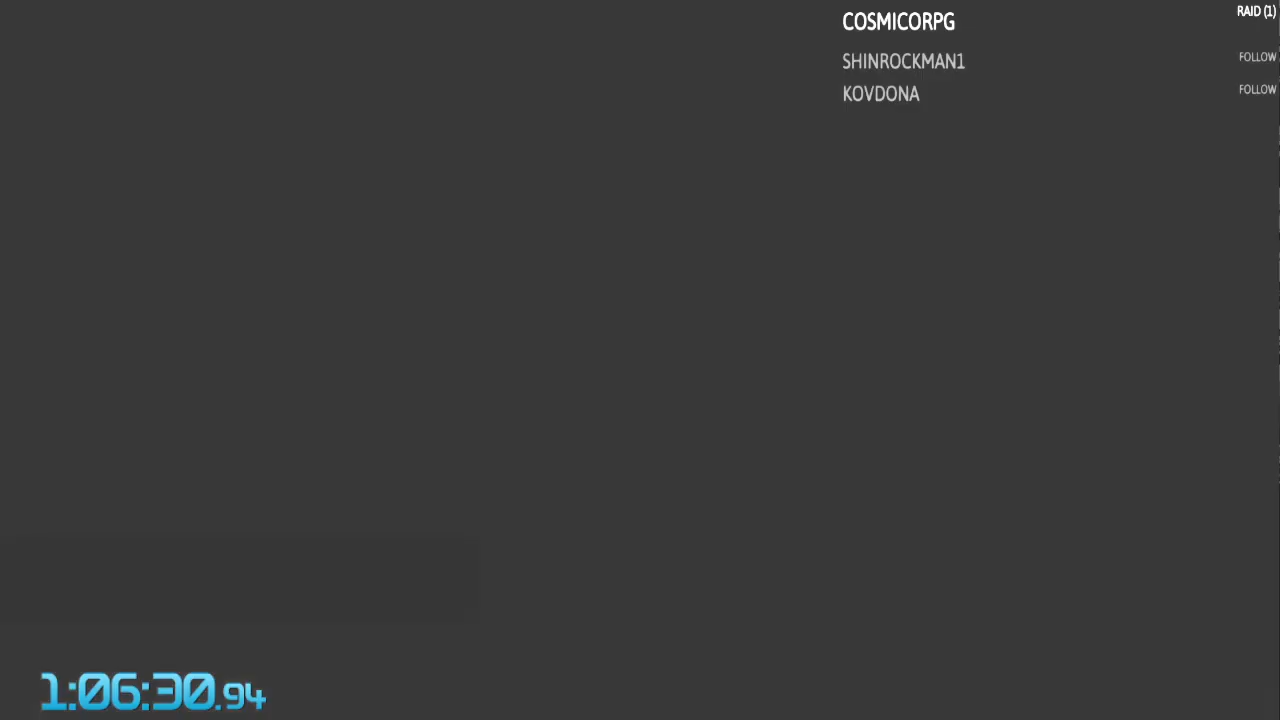 COSMICORPG RAID (1)
SHINROCKMAN1 FOLLOW
KOVDONA FOLLOW
1:06:30.94